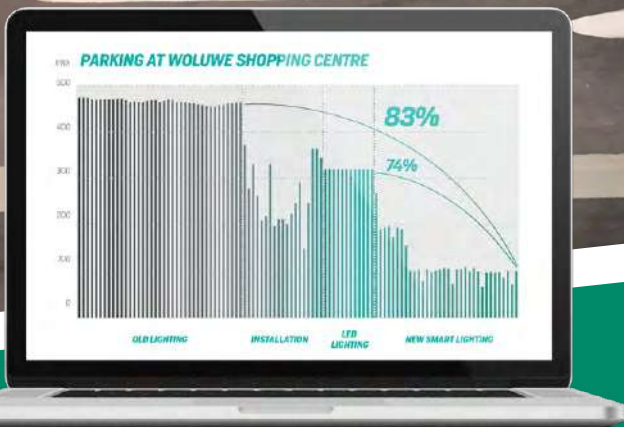 PARKING AT WOLUWE SHOPPING CENTRE
500
400
300
200
100
0
83%
74%
OLD LIGHTING
INSTALLATION
LED
LIGHTING
NEW SMART LIGHTING